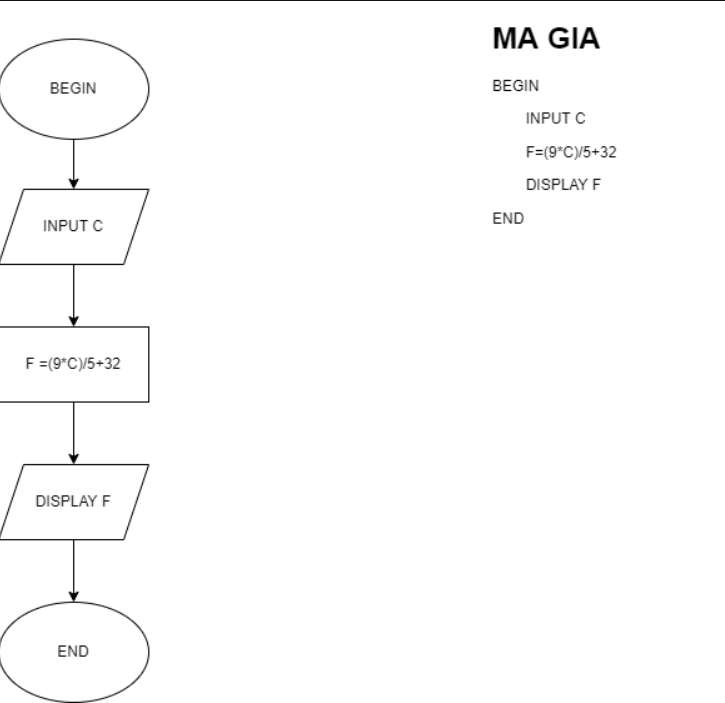 BEGIN
INPUT C
F =(9*C)/5+32
DISPLAY F
END
MA GIA
BEGIN
INPUT C
F=(9*C)/5+32
DISPLAY F
END